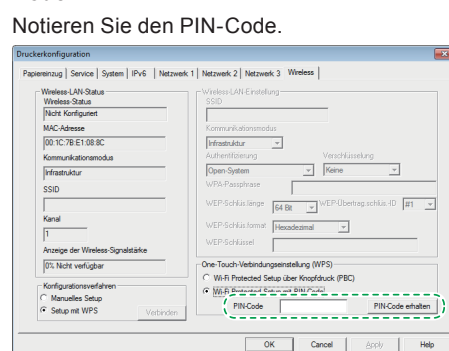 Notieren Sie den PIN-Code.
Druckerkonfiguration
Papiereinzug Service System IPv6 Netzwerk 1 Netzwerk 2 Netzwerk 3 Wireless
Wireless-LAN-Status
Wireless-Status
Nicht Konfiguriert
MAC-Adresse
00:1C:7B:E1:08:8C
Kommunikationsmodus
Infrastruktur
SSID
Kanal
1
Anzeige der Wireless-Signalstärke
0% Nicht verfügbar
Konfigurationsverfahren
Manuelles Setup
Setup mit WPS
Verbinden
Wireless-LAN-Einstellung
SSID
Kommunikationsmodus
Infrastruktur
Authentifizierung Verschlüsselung
Open-System Keine
WPA-Passphrase
WEP-Schlüs.länge 64 Bit WEP-Übertrag.schlüs.-ID #1
WEP-Schlüs.format Hexadezimal
WEP-Schlüssel
One-Touch-Verbindungseinstellung (WPS)
Wi-Fi Protected Setup über Knopfdruck (PBC)
Wi-Fi Protected Setup mit PIN-Code
PIN-Code PIN-Code erhalten
OK Cancel Apply Help